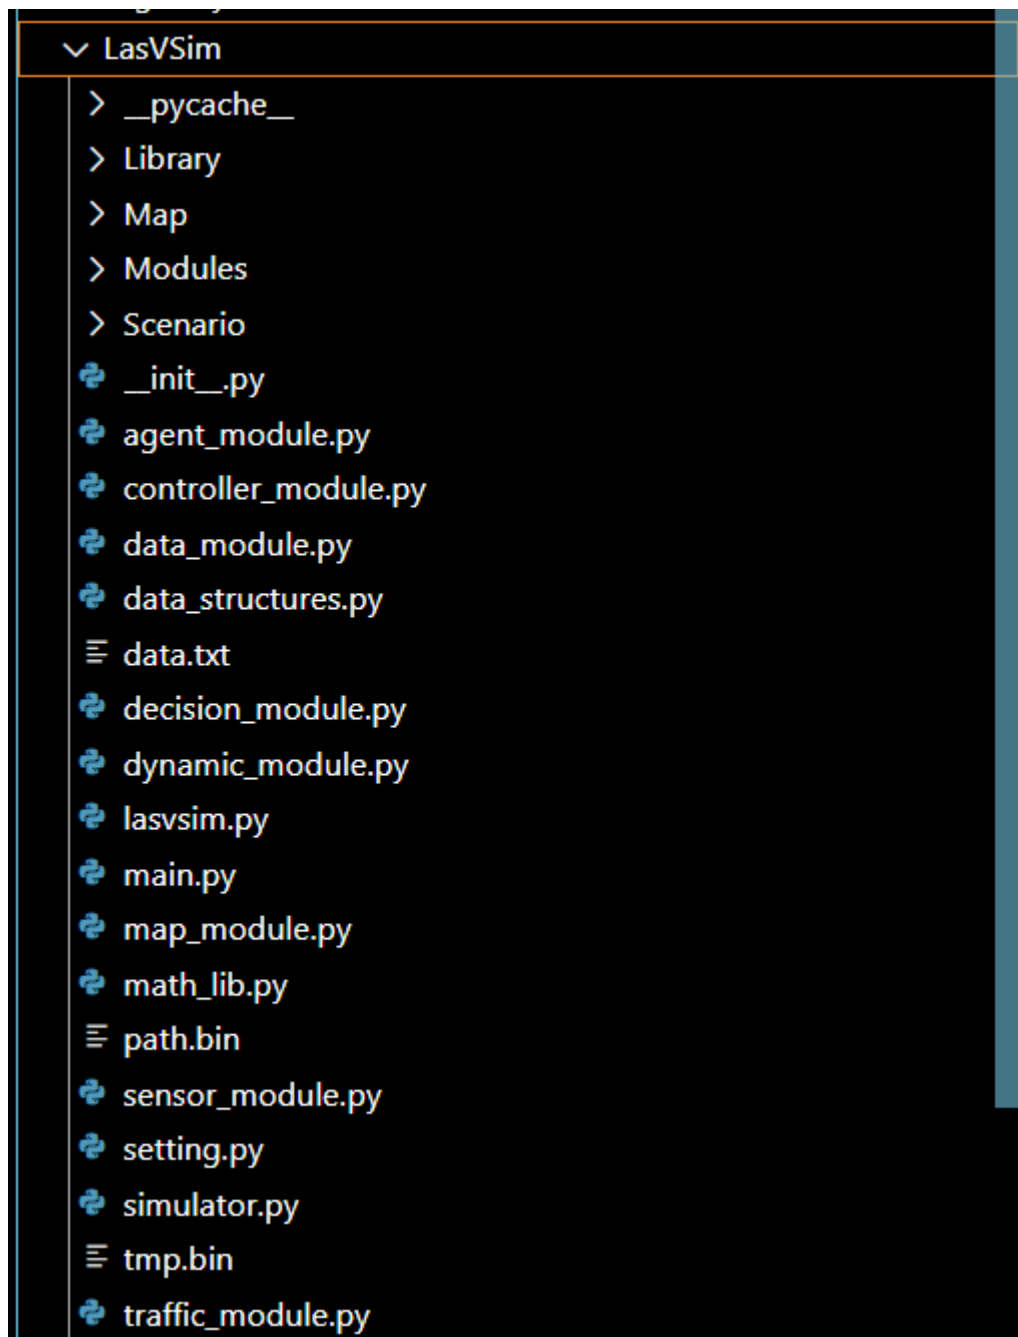 LasVSim
__pycache__
Library
Map
Modules
Scenario
__init__.py
agent_module.py
controller_module.py
data_module.py
data_structures.py
data.txt
decision_module.py
dynamic_module.py
lasvsim.py
main.py
map_module.py
math_lib.py
path.bin
sensor_module.py
setting.py
simulator.py
tmp.bin
traffic_module.py